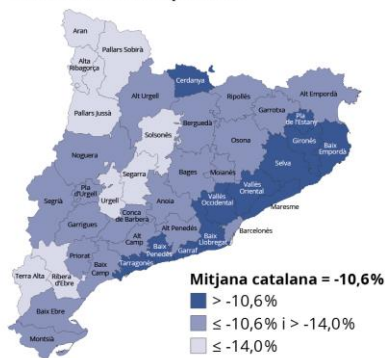 Aran
Pallars Sobirà
Alta
Ribagorça
Cerdanya
Pallars Jussà
Alt Urgell
Ripollès
Alt Empordà
Garrotxa
Pla
de l'Estany
Berguedà
Solsonès
Gironès
Baix
Empordà
Osona
Noguera
Segarra
Bages
Moianès
Selva
Pla
d'Urgell
Urgell
Anoia
Vallès
Occidental
Vallès
Oriental
Segrià
Conca
de Barberà
Maresme
Garrigues
Alt
Camp
Alt Penedès
Baix
Llobregat
Barcelonès
Priorat
Baix
Camp
Baix
Penedès
Garraf
Tarragonès
Terra Alta
Ribera
d'Ebre
Baix Ebre
Montsià
Mitjana catalana = -10,6%
> -10,6%
≤ -10,6% i > -14,0%
≤ -14,0%